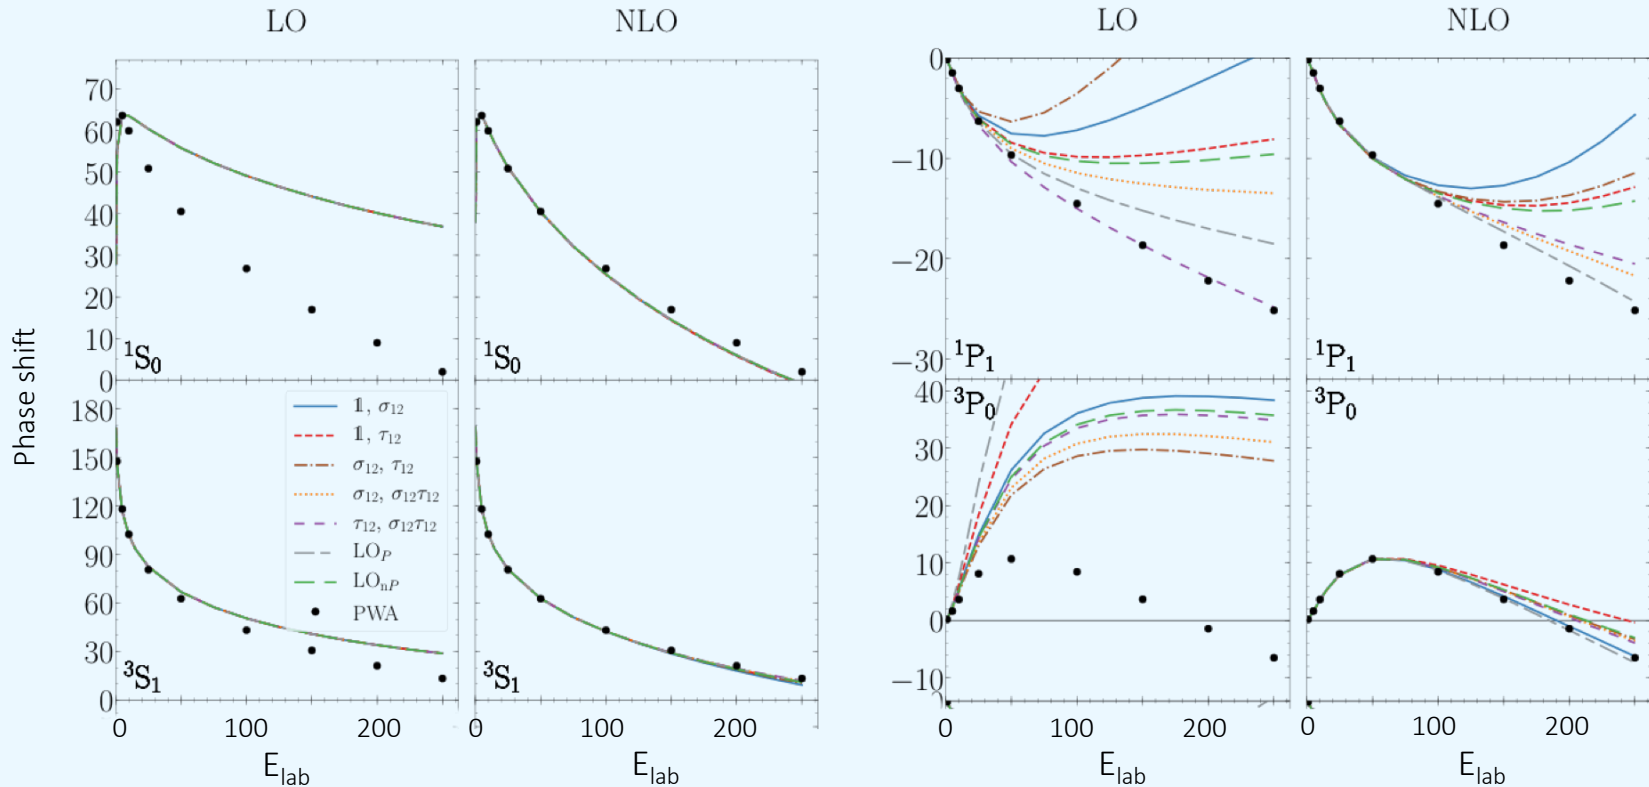 LO
NLO
LO
NLO
Phase shift
70
60
50
40
30
20
10
0
¹S₀
¹S₀
180
150
120
90
60
30
0
𝟙, σ₁₂
𝟙, τ₁₂
σ₁₂, τ₁₂
σ₁₂, σ₁₂τ₁₂
τ₁₂, σ₁₂τ₁₂
LO_P
LO_nP
PWA
³S₁
³S₁
0
−10
−20
−30
¹P₁
¹P₁
40
30
20
10
0
−10
³P₀
³P₀
0 100 200
0 100 200
0 100 200
0 100 200
E_lab
E_lab
E_lab
E_lab